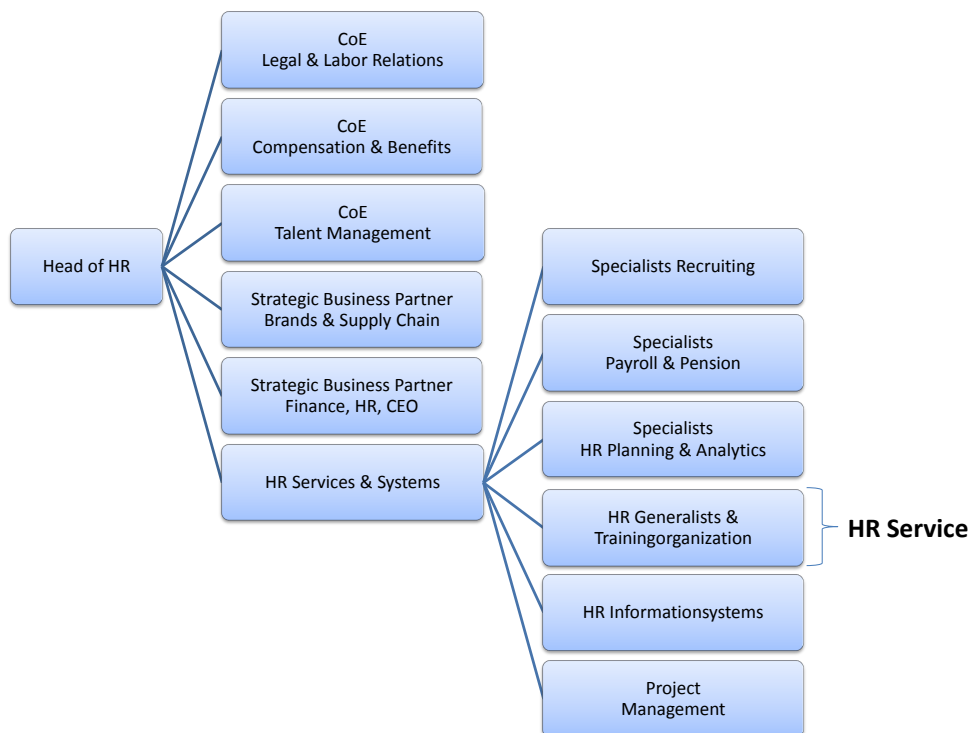 Head of HR
CoE
Legal & Labor Relations
CoE
Compensation & Benefits
CoE
Talent Management
Strategic Business Partner
Brands & Supply Chain
Strategic Business Partner
Finance, HR, CEO
HR Services & Systems
Specialists Recruiting
Specialists
Payroll & Pension
Specialists
HR Planning & Analytics
HR Generalists &
Trainingorganization
HR Service
HR Informationsystems
Project
Management